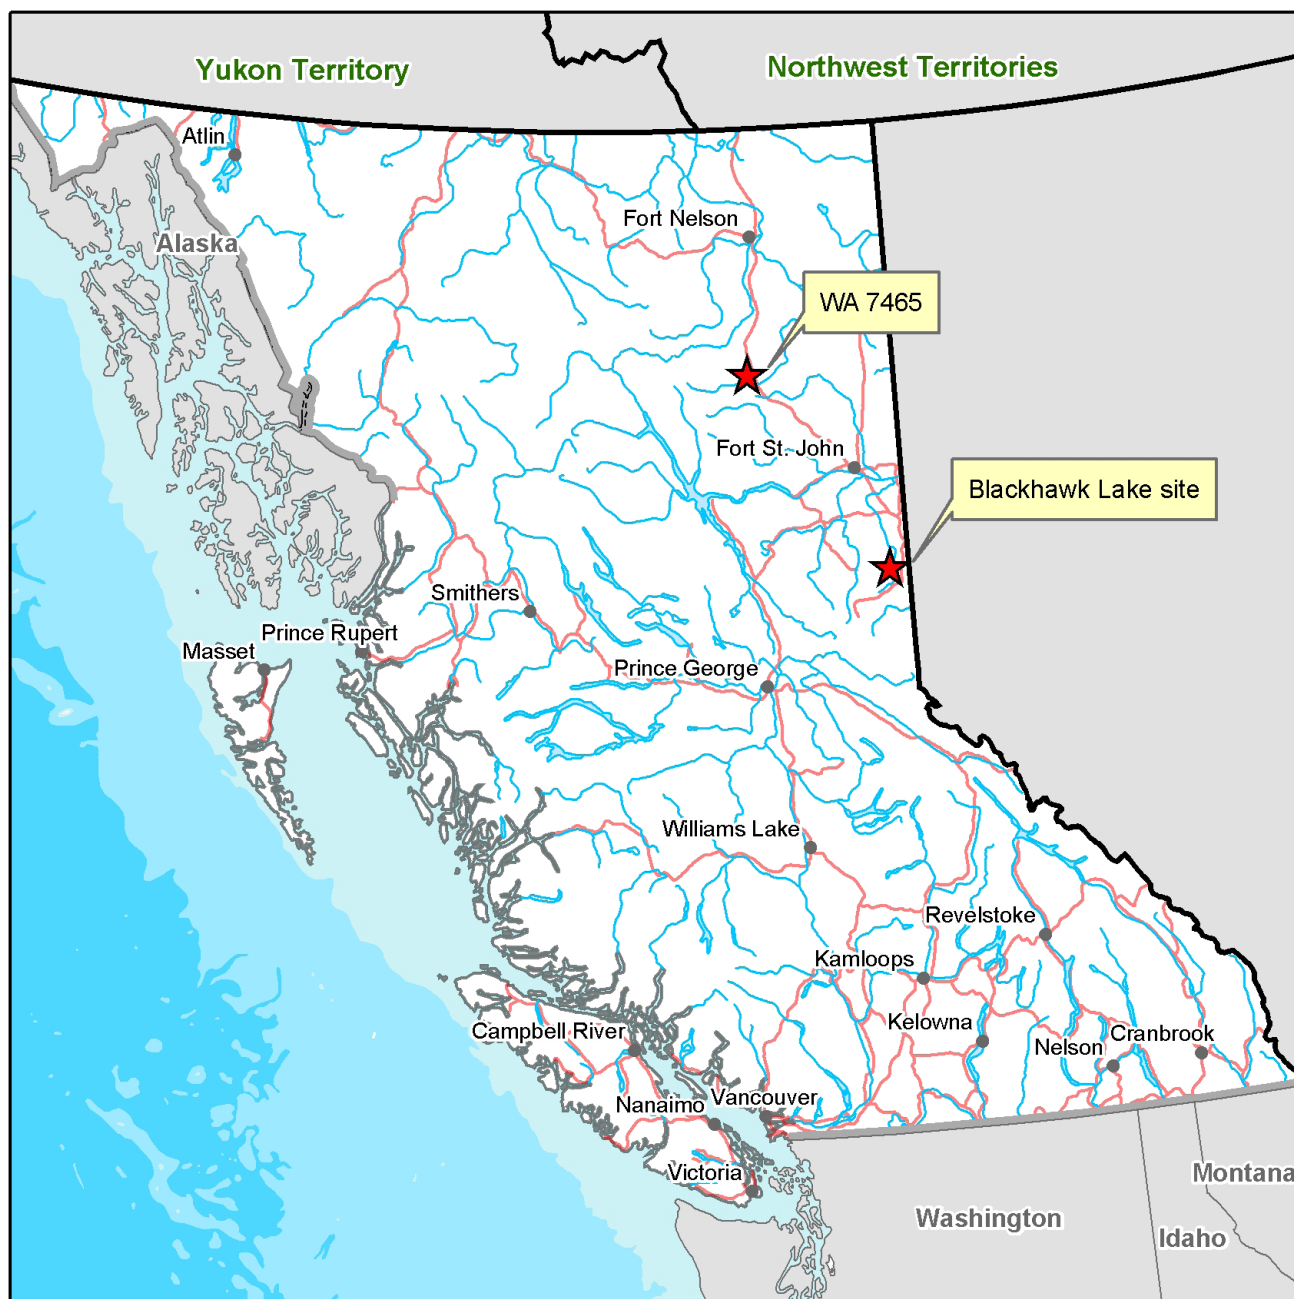 Yukon Territory
Northwest Territories
Atlin
Fort Nelson
Alaska
WA 7465
Fort St. John
Blackhawk Lake site
Smithers
Prince Rupert
Masset
Prince George
Williams Lake
Revelstoke
Kamloops
Kelowna
Campbell River
Nelson
Cranbrook
Nanaimo
Vancouver
Victoria
Montana
Washington
Idaho